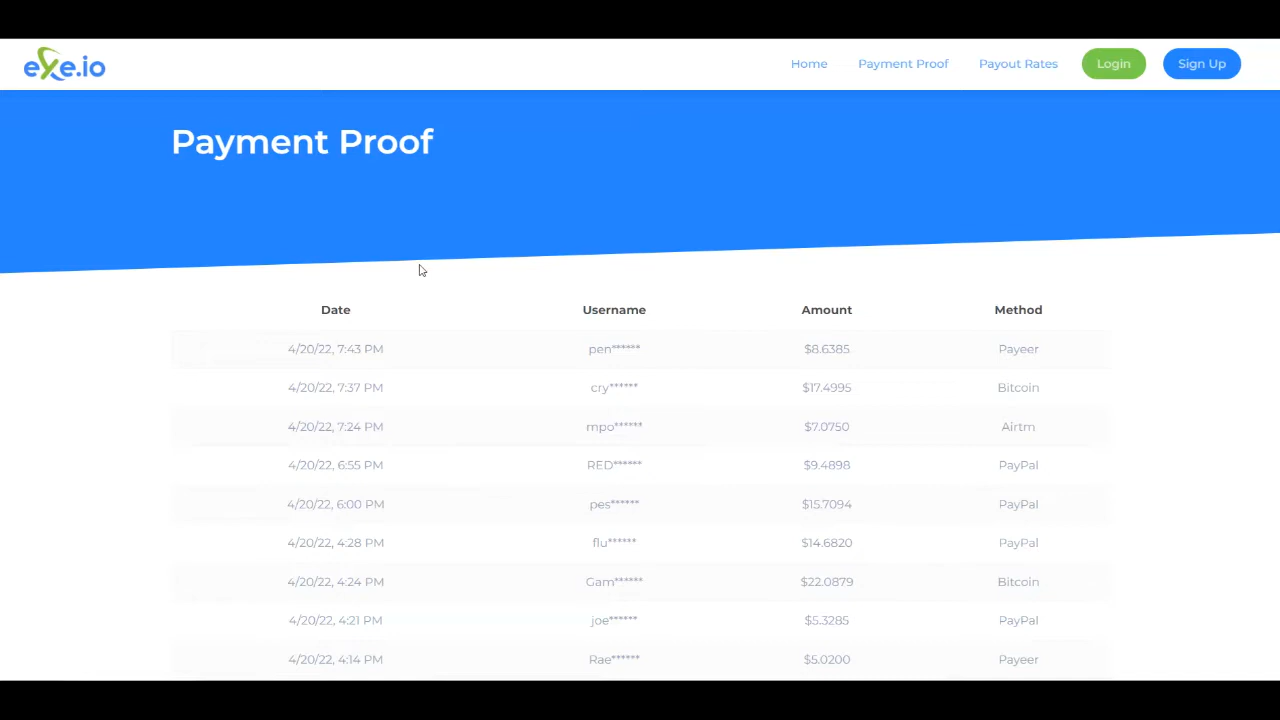 exe.io
Home Payment Proof Payout Rates Login Sign Up
Payment Proof
Date Username Amount Method
4/20/22, 7:43 PM pen****** $8.6385 Payeer
4/20/22, 7:37 PM cry****** $17.4995 Bitcoin
4/20/22, 7:24 PM mpo****** $7.0750 Airtm
4/20/22, 6:55 PM RED****** $9.4898 PayPal
4/20/22, 6:00 PM pes****** $15.7094 PayPal
4/20/22, 4:28 PM flu****** $14.6820 PayPal
4/20/22, 4:24 PM Gam****** $22.0879 Bitcoin
4/20/22, 4:21 PM joe****** $5.3285 PayPal
4/20/22, 4:14 PM Rae****** $5.0200 Payeer